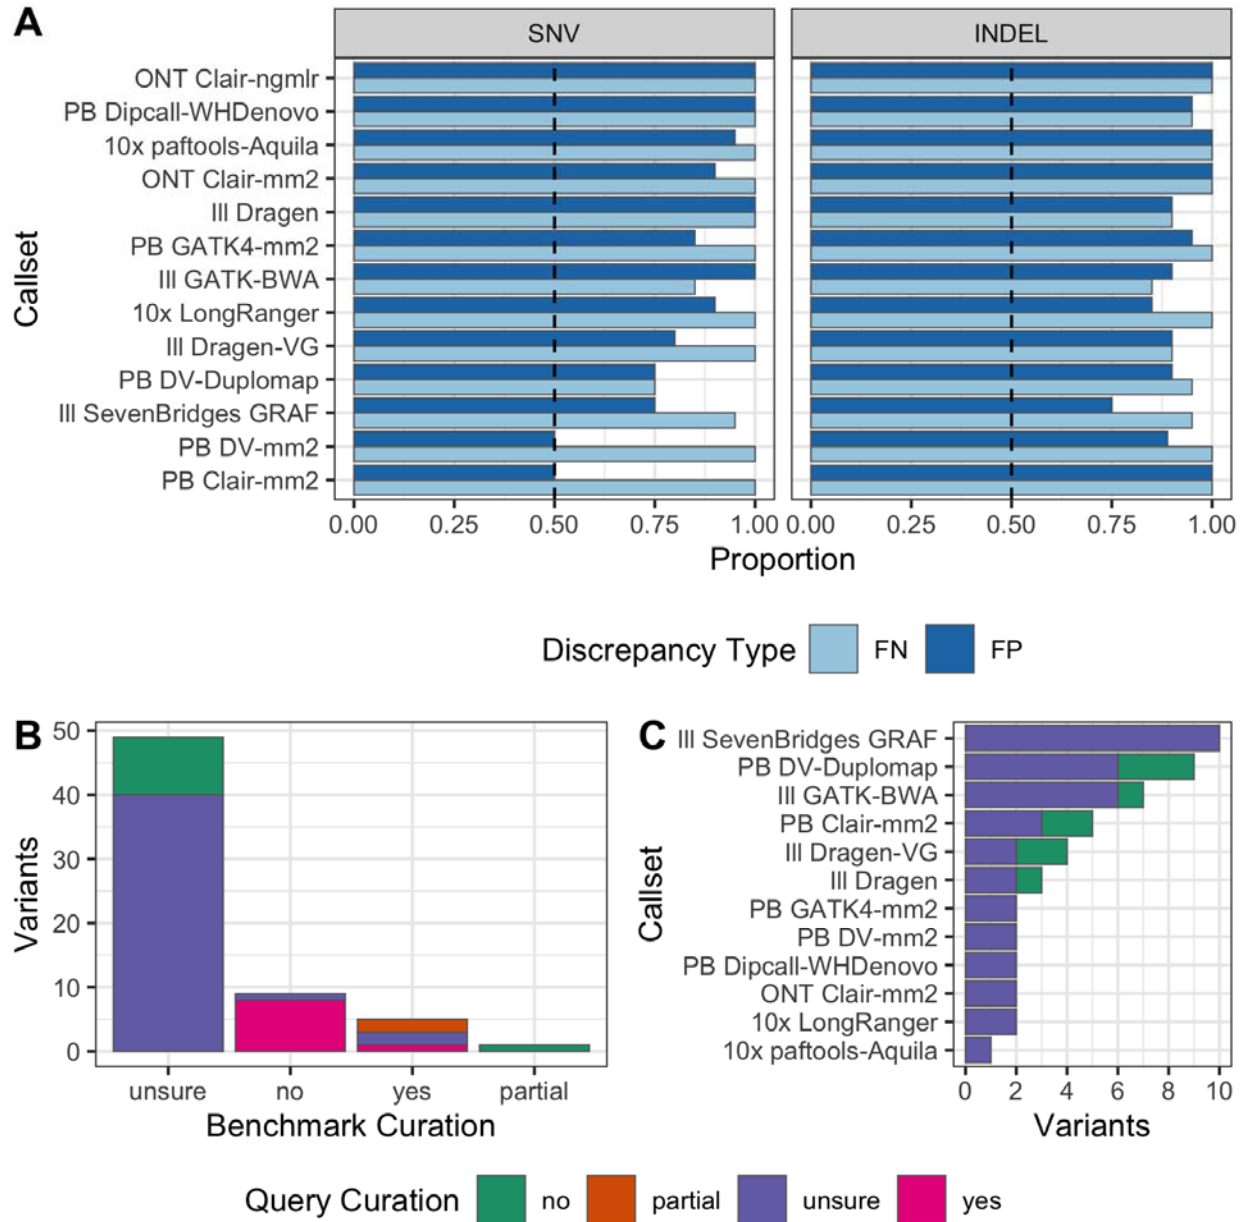 A
SNV
INDEL
Callset
ONT Clair-ngmlr
PB Dipcall-WHDenovo
10x paftools-Aquila
ONT Clair-mm2
Ill Dragen
PB GATK4-mm2
Ill GATK-BWA
10x LongRanger
Ill Dragen-VG
PB DV-Duplomap
Ill SevenBridges GRAF
PB DV-mm2
PB Clair-mm2
0.00 0.25 0.50 0.75 1.00 0.00 0.25 0.50 0.75 1.00
Proportion
Discrepancy Type FN FP
B
Variants
50
40
30
20
10
0
unsure no yes partial
Benchmark Curation
C
Callset
Ill SevenBridges GRAF
PB DV-Duplomap
Ill GATK-BWA
PB Clair-mm2
Ill Dragen-VG
Ill Dragen
PB GATK4-mm2
PB DV-mm2
PB Dipcall-WHDenovo
ONT Clair-mm2
10x LongRanger
10x paftools-Aquila
0 2 4 6 8 10
Variants
Query Curation no partial unsure yes